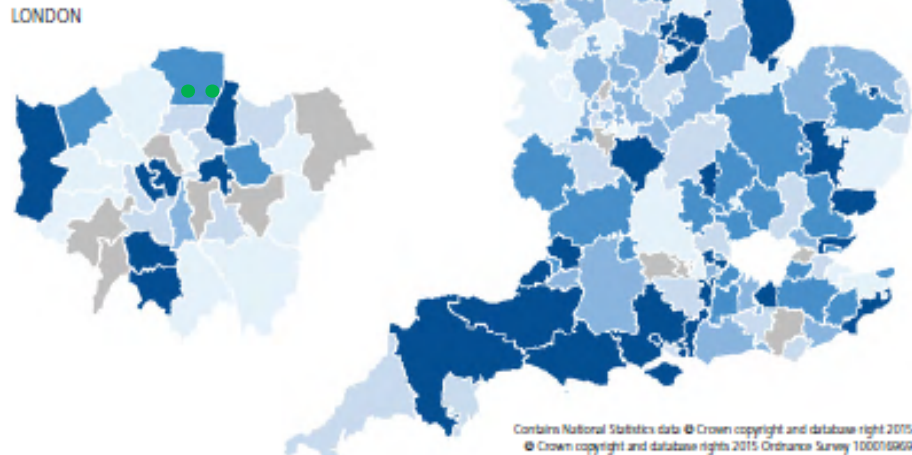 LONDON
Contains National Statistics data © Crown copyright and database right 2015
© Crown copyright and database rights 2015 Ordnance Survey 100016969